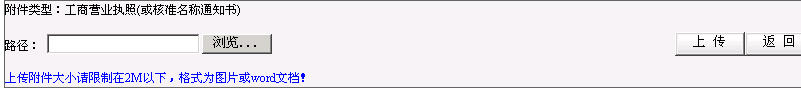 附件类型：工商营业执照(或核准名称通知书)
路径： 浏览... 上 传 返 回
上传附件大小请限制在2M以下，格式为图片或word文档!